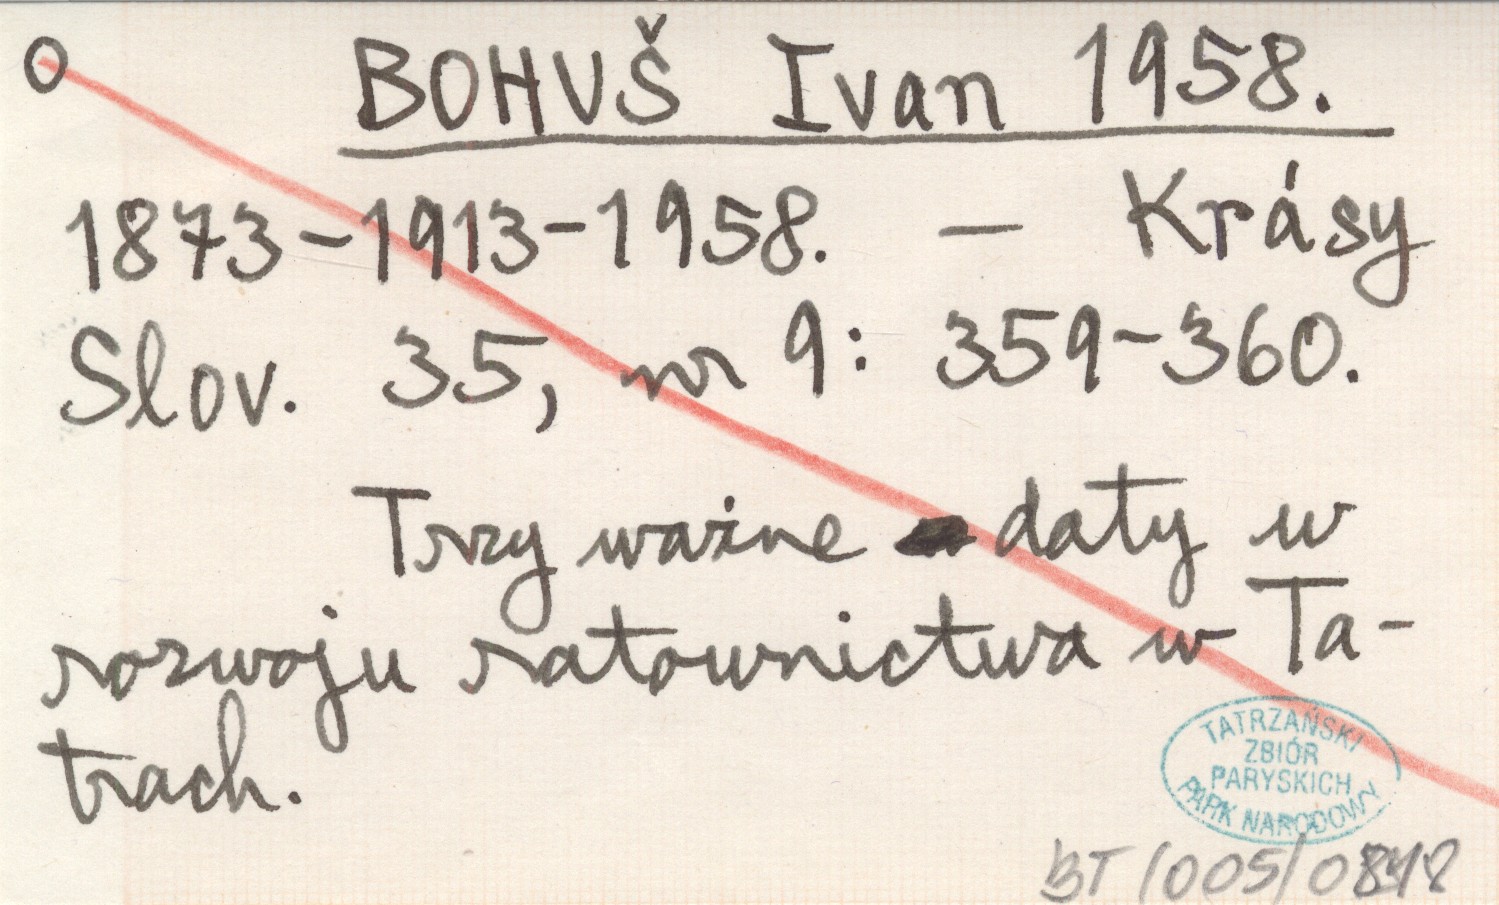 O BOHUŠ Ivan 1958.
1873-1913-1958. — Krásy
Slov. 35, nr 9: 359-360.
Trzy ważne daty w
rozwoju ratownictwa w Ta-
trach.
TATRZAŃSKI
ZBIÓR
PARYSKICH
PARK NARODOWY
BT/005/0848